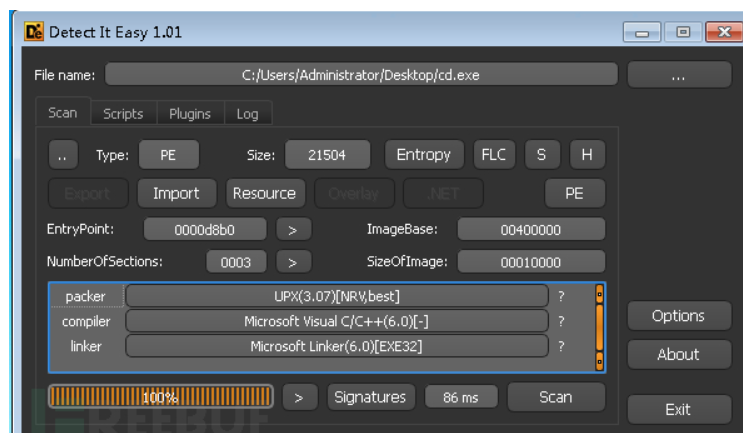 Detect It Easy 1.01
File name: C:/Users/Administrator/Desktop/cd.exe ...
Scan Scripts Plugins Log
.. Type: PE Size: 21504 Entropy FLC S H
Export Import Resource Overlay .NET PE
EntryPoint: 0000d8b0 > ImageBase: 00400000
NumberOfSections: 0003 > SizeOfImage: 00010000
packer UPX(3.07)[NRV,best] ?
compiler Microsoft Visual C/C++(6.0)[-] ?
linker Microsoft Linker(6.0)[EXE32] ?
Options
About
100% > Signatures 86 ms Scan
Exit
REEBUF